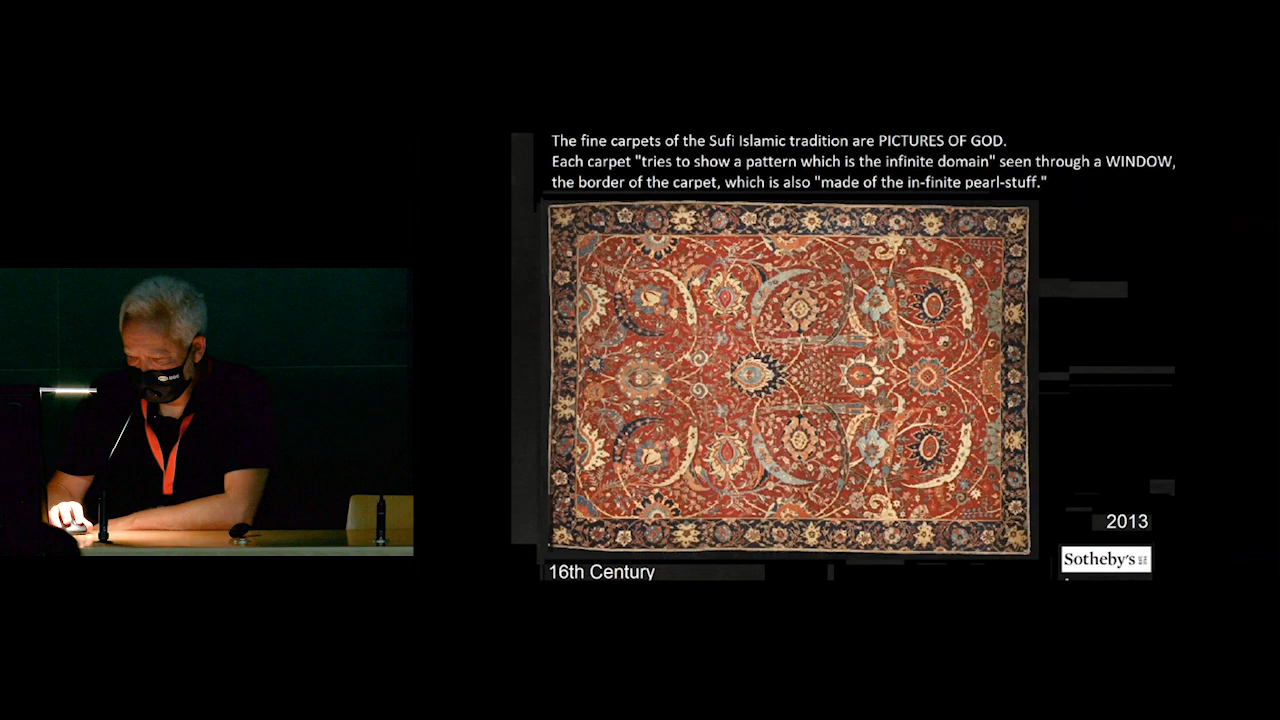 The fine carpets of the Sufi Islamic tradition are PICTURES OF GOD.
Each carpet "tries to show a pattern which is the infinite domain" seen through a WINDOW,
the border of the carpet, which is also "made of the in-finite pearl-stuff."
2013
Sotheby's
16th Century